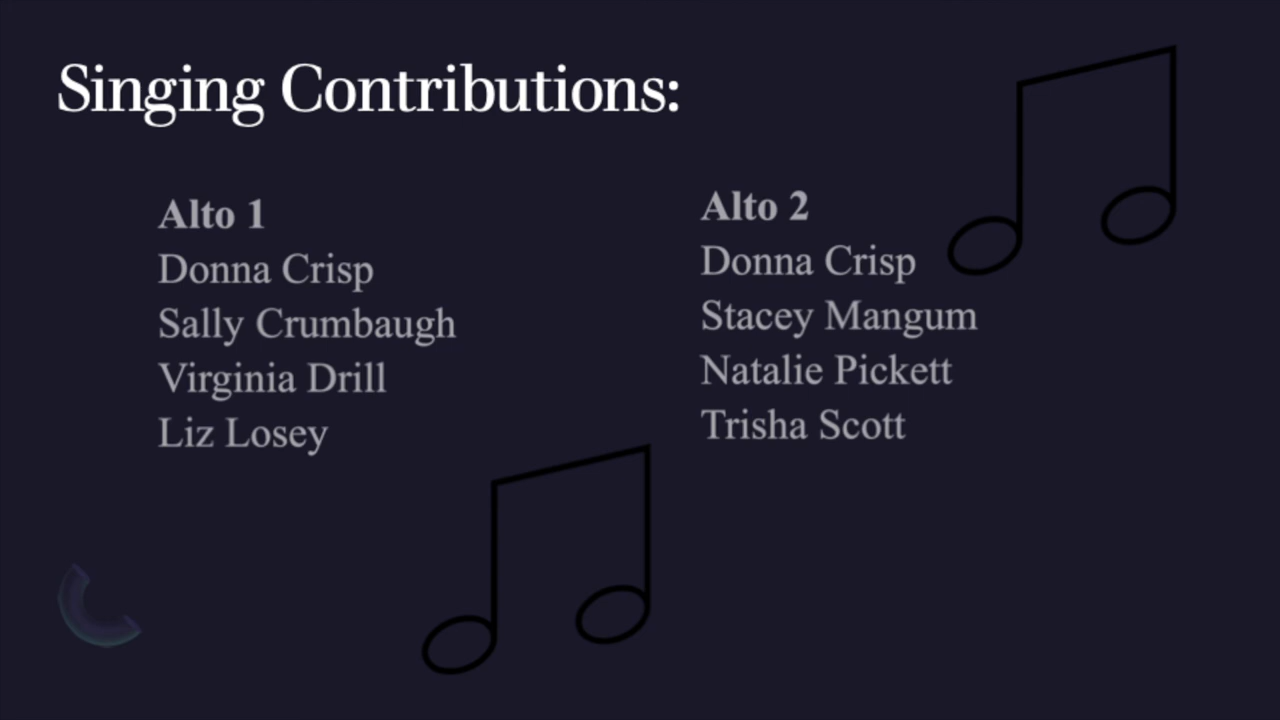 Singing Contributions:
Alto 1
Donna Crisp
Sally Crumbaugh
Virginia Drill
Liz Losey
Alto 2
Donna Crisp
Stacey Mangum
Natalie Pickett
Trisha Scott